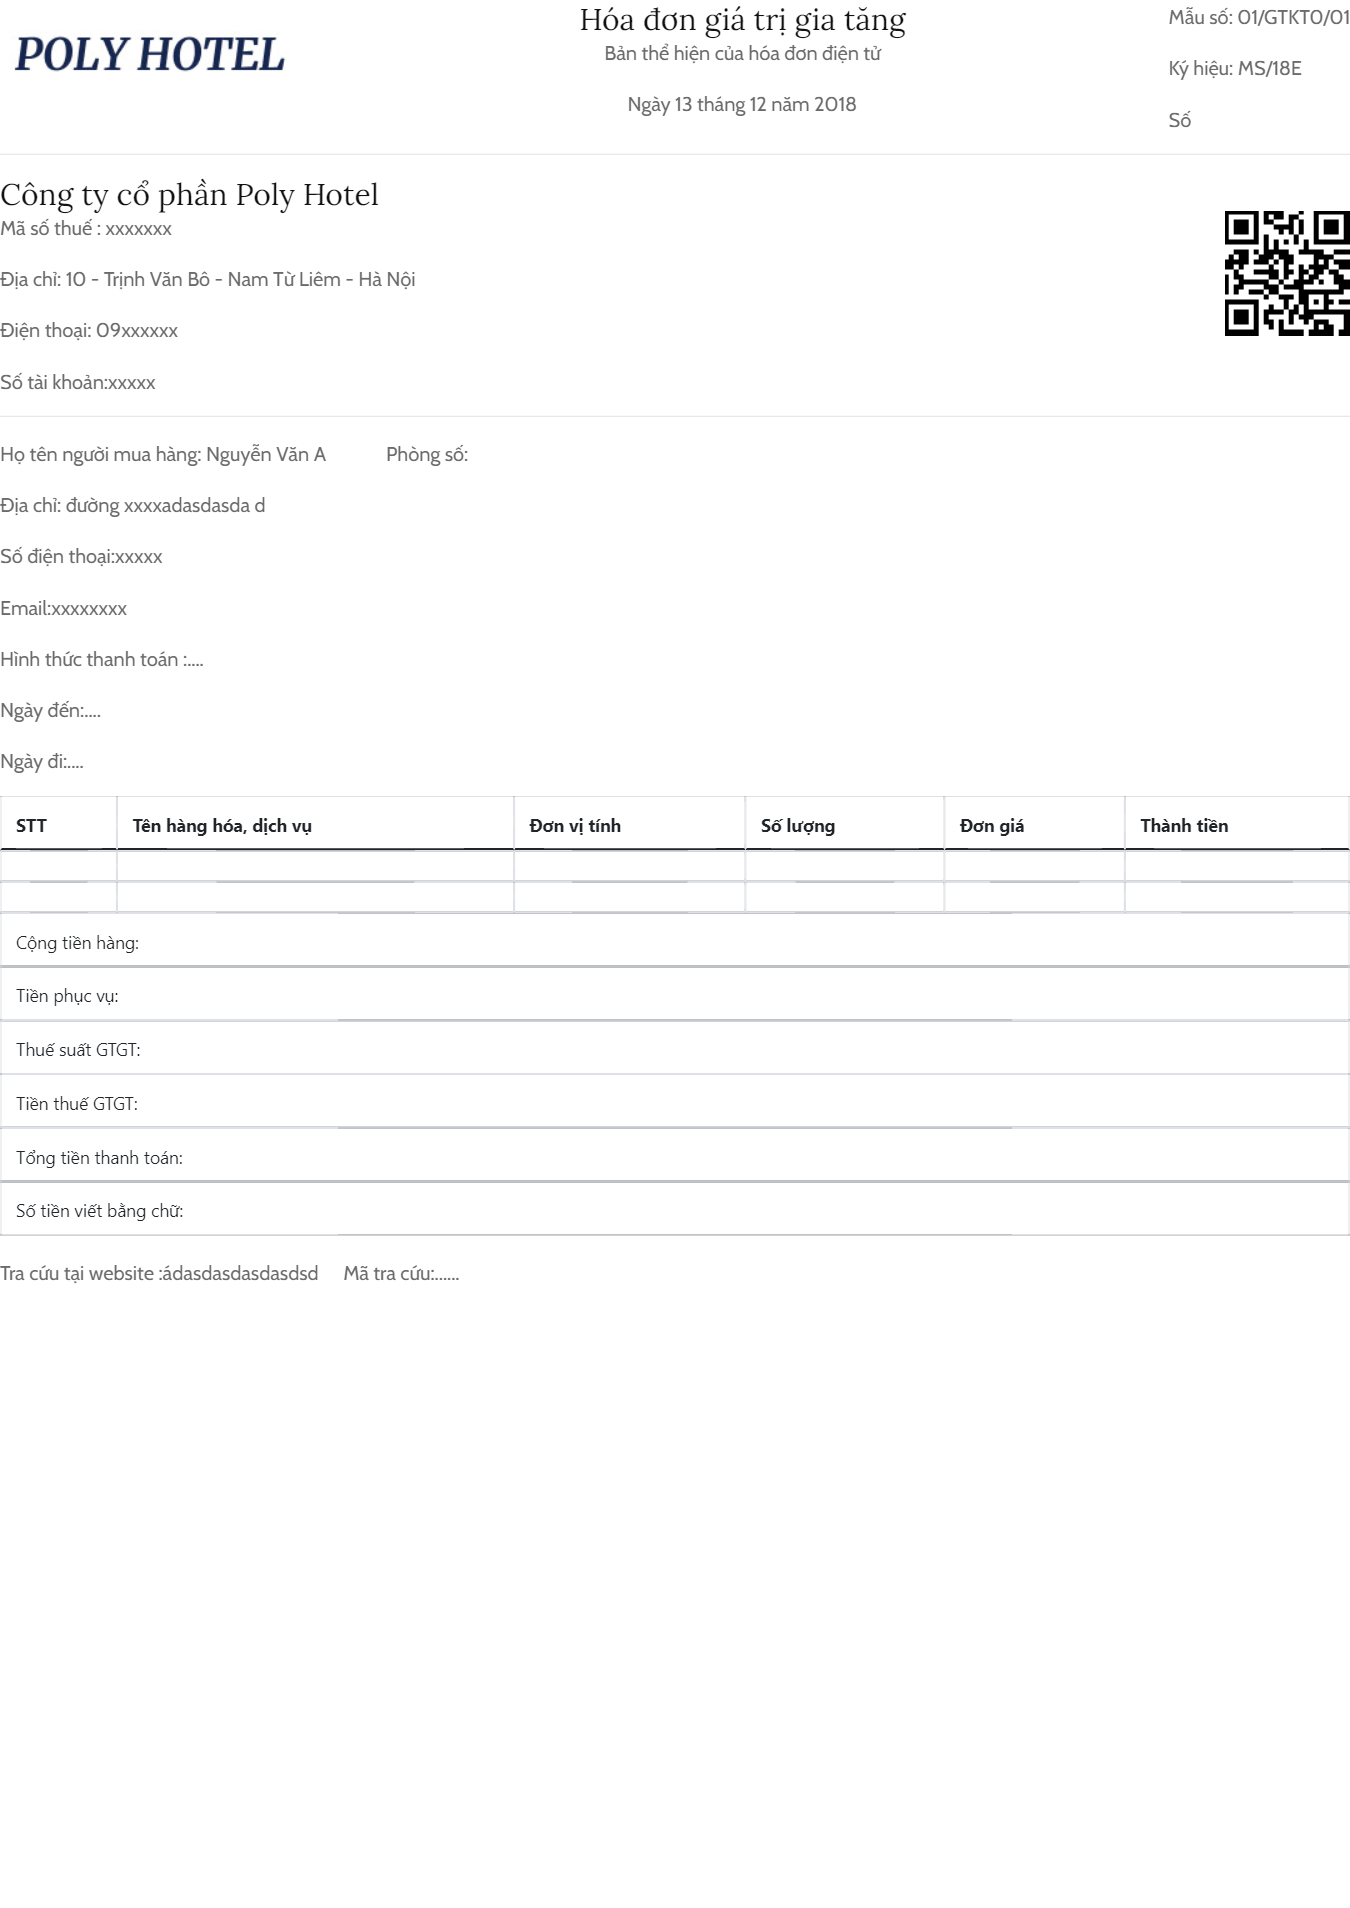 POLY HOTEL
Hóa đơn giá trị gia tăng
Bản thể hiện của hóa đơn điện tử
Ngày 13 tháng 12 năm 2018
Mẫu số: 01/GTKT0/01
Ký hiệu: MS/18E
Số
Công ty cổ phần Poly Hotel
Mã số thuế : xxxxxxx
Địa chỉ: 10 - Trịnh Văn Bô - Nam Từ Liêm - Hà Nội
Điện thoại: 09xxxxxx
Số tài khoản:xxxxx
Họ tên người mua hàng: Nguyễn Văn A Phòng số:
Địa chỉ: đường xxxxadasdasda d
Số điện thoại:xxxxx
Email:xxxxxxxx
Hình thức thanh toán :....
Ngày đến:....
Ngày đi:....
STT Tên hàng hóa, dịch vụ Đơn vị tính Số lượng Đơn giá Thành tiền
Cộng tiền hàng:
Tiền phục vụ:
Thuế suất GTGT:
Tiền thuế GTGT:
Tổng tiền thanh toán:
Số tiền viết bằng chữ:
Tra cứu tại website :ádasdasdasdasdsd Mã tra cứu:......